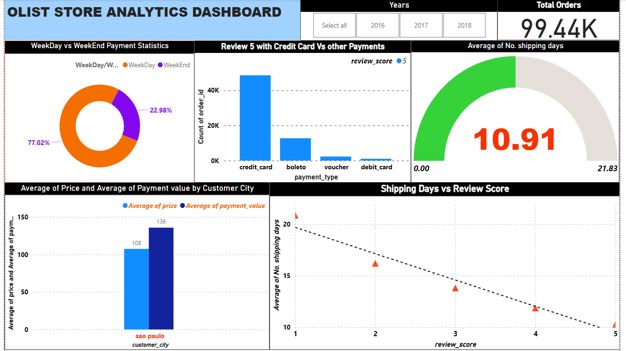 OLIST STORE ANALYTICS DASHBOARD
Years
Select all 2016 2017 2018
Total Orders
99.44K
WeekDay vs WeekEnd Payment Statistics
WeekDay/W... WeekDay WeekEnd
22.98%
77.02%
Review 5 with Credit Card Vs other Payments
review_score 5
Count of order_id
40K
20K
0K
credit_card boleto voucher debit_card
payment_type
Average of No. shipping days
10.91
0.00 21.83
Average of Price and Average of Payment value by Customer City
Average of price Average of payment_value
Average of price and Average of paym...
150
100
50
0
108
136
sao paulo
customer_city
Shipping Days vs Review Score
Average of No. shipping days
20
15
10
1 2 3 4 5
review_score